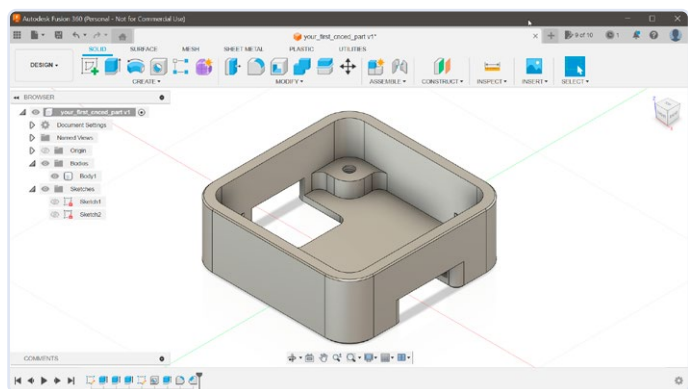 Autodesk Fusion 360 (Personal - Not for Commercial Use)
your_first_cnced_part v1*
9 of 10
1
SOLID SURFACE MESH SHEET METAL PLASTIC UTILITIES
DESIGN
CREATE MODIFY ASSEMBLE CONSTRUCT INSPECT INSERT SELECT
BROWSER
your_first_cnced_part v1
Document Settings
Named Views
Origin
Bodies
Body1
Sketches
Sketch1
Sketch2
COMMENTS